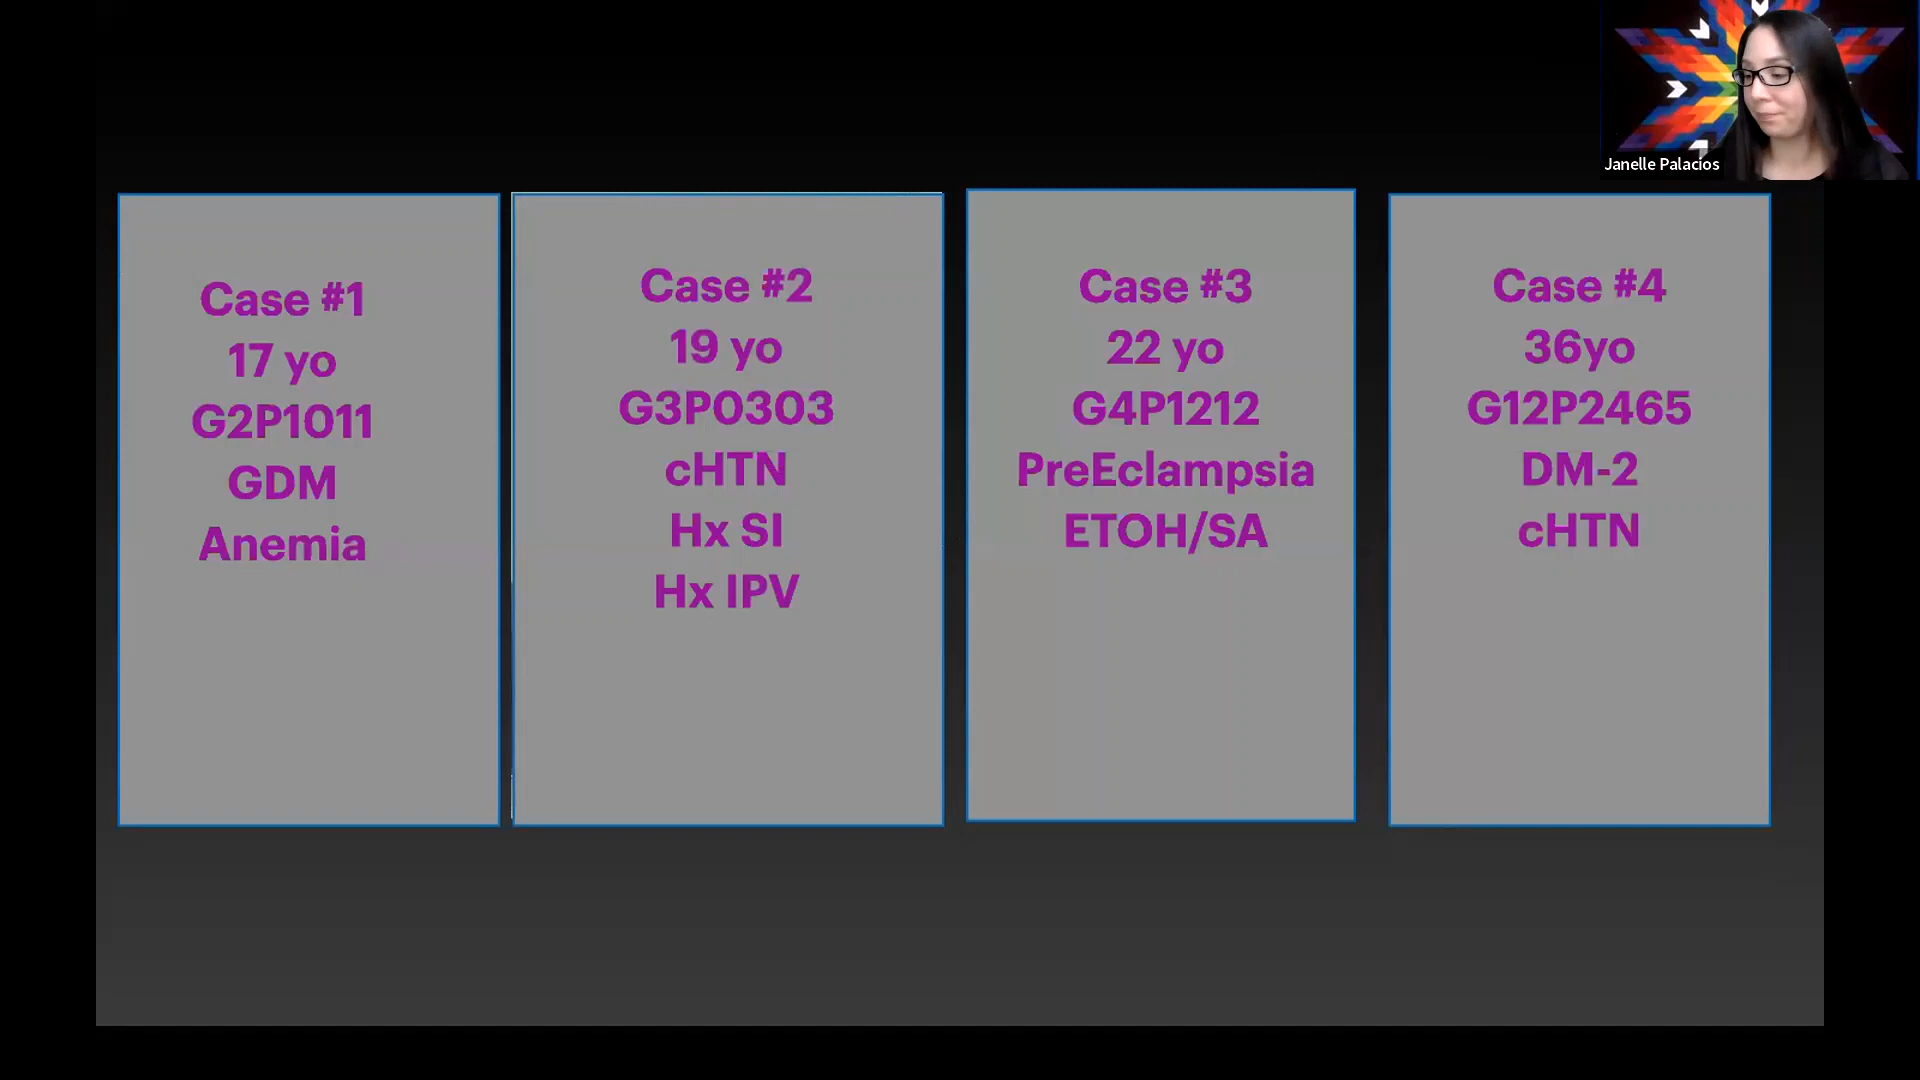 Janelle Palacios
Case #1
17 yo
G2P1011
GDM
Anemia
Case #2
19 yo
G3P0303
cHTN
Hx SI
Hx IPV
Case #3
22 yo
G4P1212
PreEclampsia
ETOH/SA
Case #4
36yo
G12P2465
DM-2
cHTN